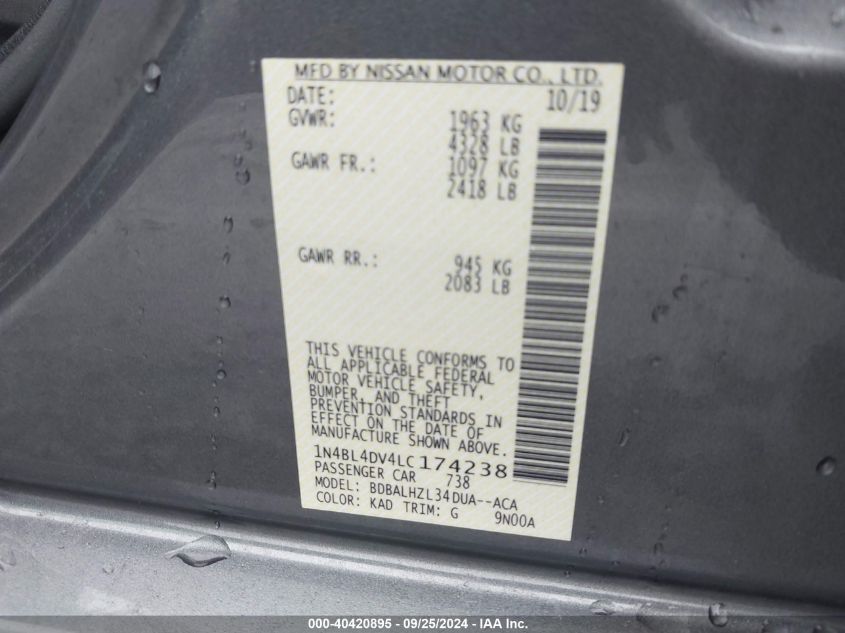 MFD BY NISSAN MOTOR CO., LTD.
DATE: 10/19
GVWR: 1963 KG
4328 LB
GAWR FR.: 1097 KG
2418 LB
GAWR RR.: 945 KG
2083 LB
THIS VEHICLE CONFORMS TO
ALL APPLICABLE FEDERAL
MOTOR VEHICLE SAFETY,
BUMPER, AND THEFT
PREVENTION STANDARDS IN
EFFECT ON THE DATE OF
MANUFACTURE SHOWN ABOVE.
1N4BL4DV4LC174238
PASSENGER CAR 738
MODEL: BDBALHZL34DUA--ACA
COLOR: KAD TRIM: G 9N00A
000-40420895 - 09/25/2024 - IAA Inc.